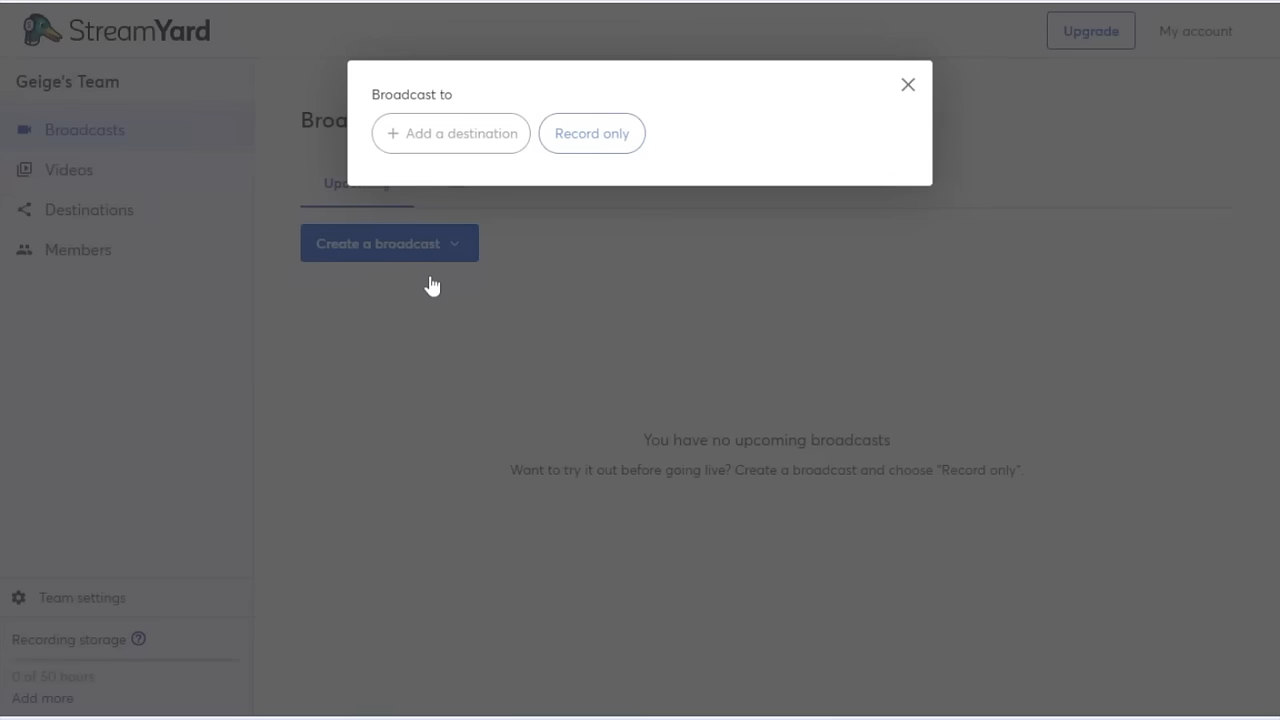 StreamYard
Upgrade
My account
Geige's Team
Broadcasts
Videos
Destinations
Members
Broadcast to
+ Add a destination
Record only
Create a broadcast
You have no upcoming broadcasts
Want to try it out before going live? Create a broadcast and choose "Record only".
Team settings
Recording storage
0 of 50 hours
Add more